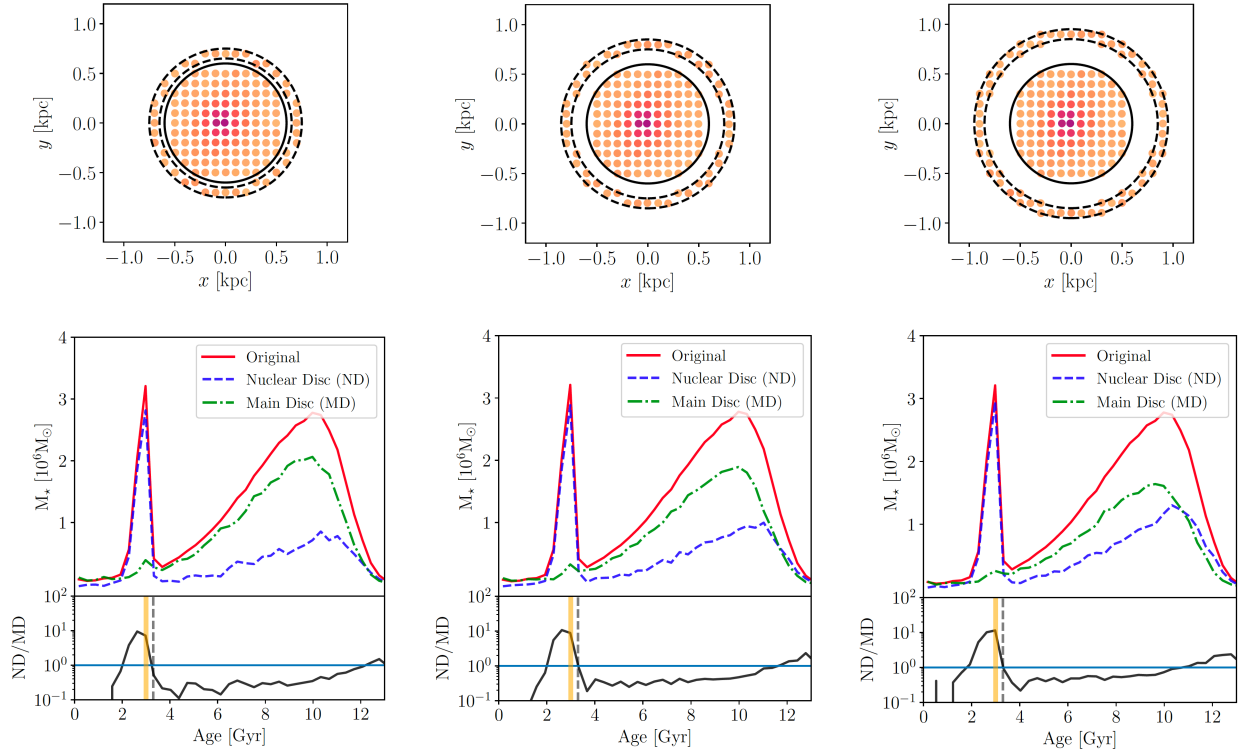 1.0
0.5
0.0
−0.5
−1.0
y [kpc]
−1.0 −0.5 0.0 0.5 1.0
x [kpc]
1.0
0.5
0.0
−0.5
−1.0
y [kpc]
−1.0 −0.5 0.0 0.5 1.0
x [kpc]
1.0
0.5
0.0
−0.5
−1.0
y [kpc]
−1.0 −0.5 0.0 0.5 1.0
x [kpc]
4
3
2
1
M⋆ [10⁶M⊙]
Original
Nuclear Disc (ND)
Main Disc (MD)
10²
10¹
10⁰
10⁻¹
ND/MD
0 2 4 6 8 10 12
Age [Gyr]
4
3
2
1
M⋆ [10⁶M⊙]
Original
Nuclear Disc (ND)
Main Disc (MD)
10²
10¹
10⁰
10⁻¹
ND/MD
0 2 4 6 8 10 12
Age [Gyr]
4
3
2
1
M⋆ [10⁶M⊙]
Original
Nuclear Disc (ND)
Main Disc (MD)
10²
10¹
10⁰
10⁻¹
ND/MD
0 2 4 6 8 10 12
Age [Gyr]